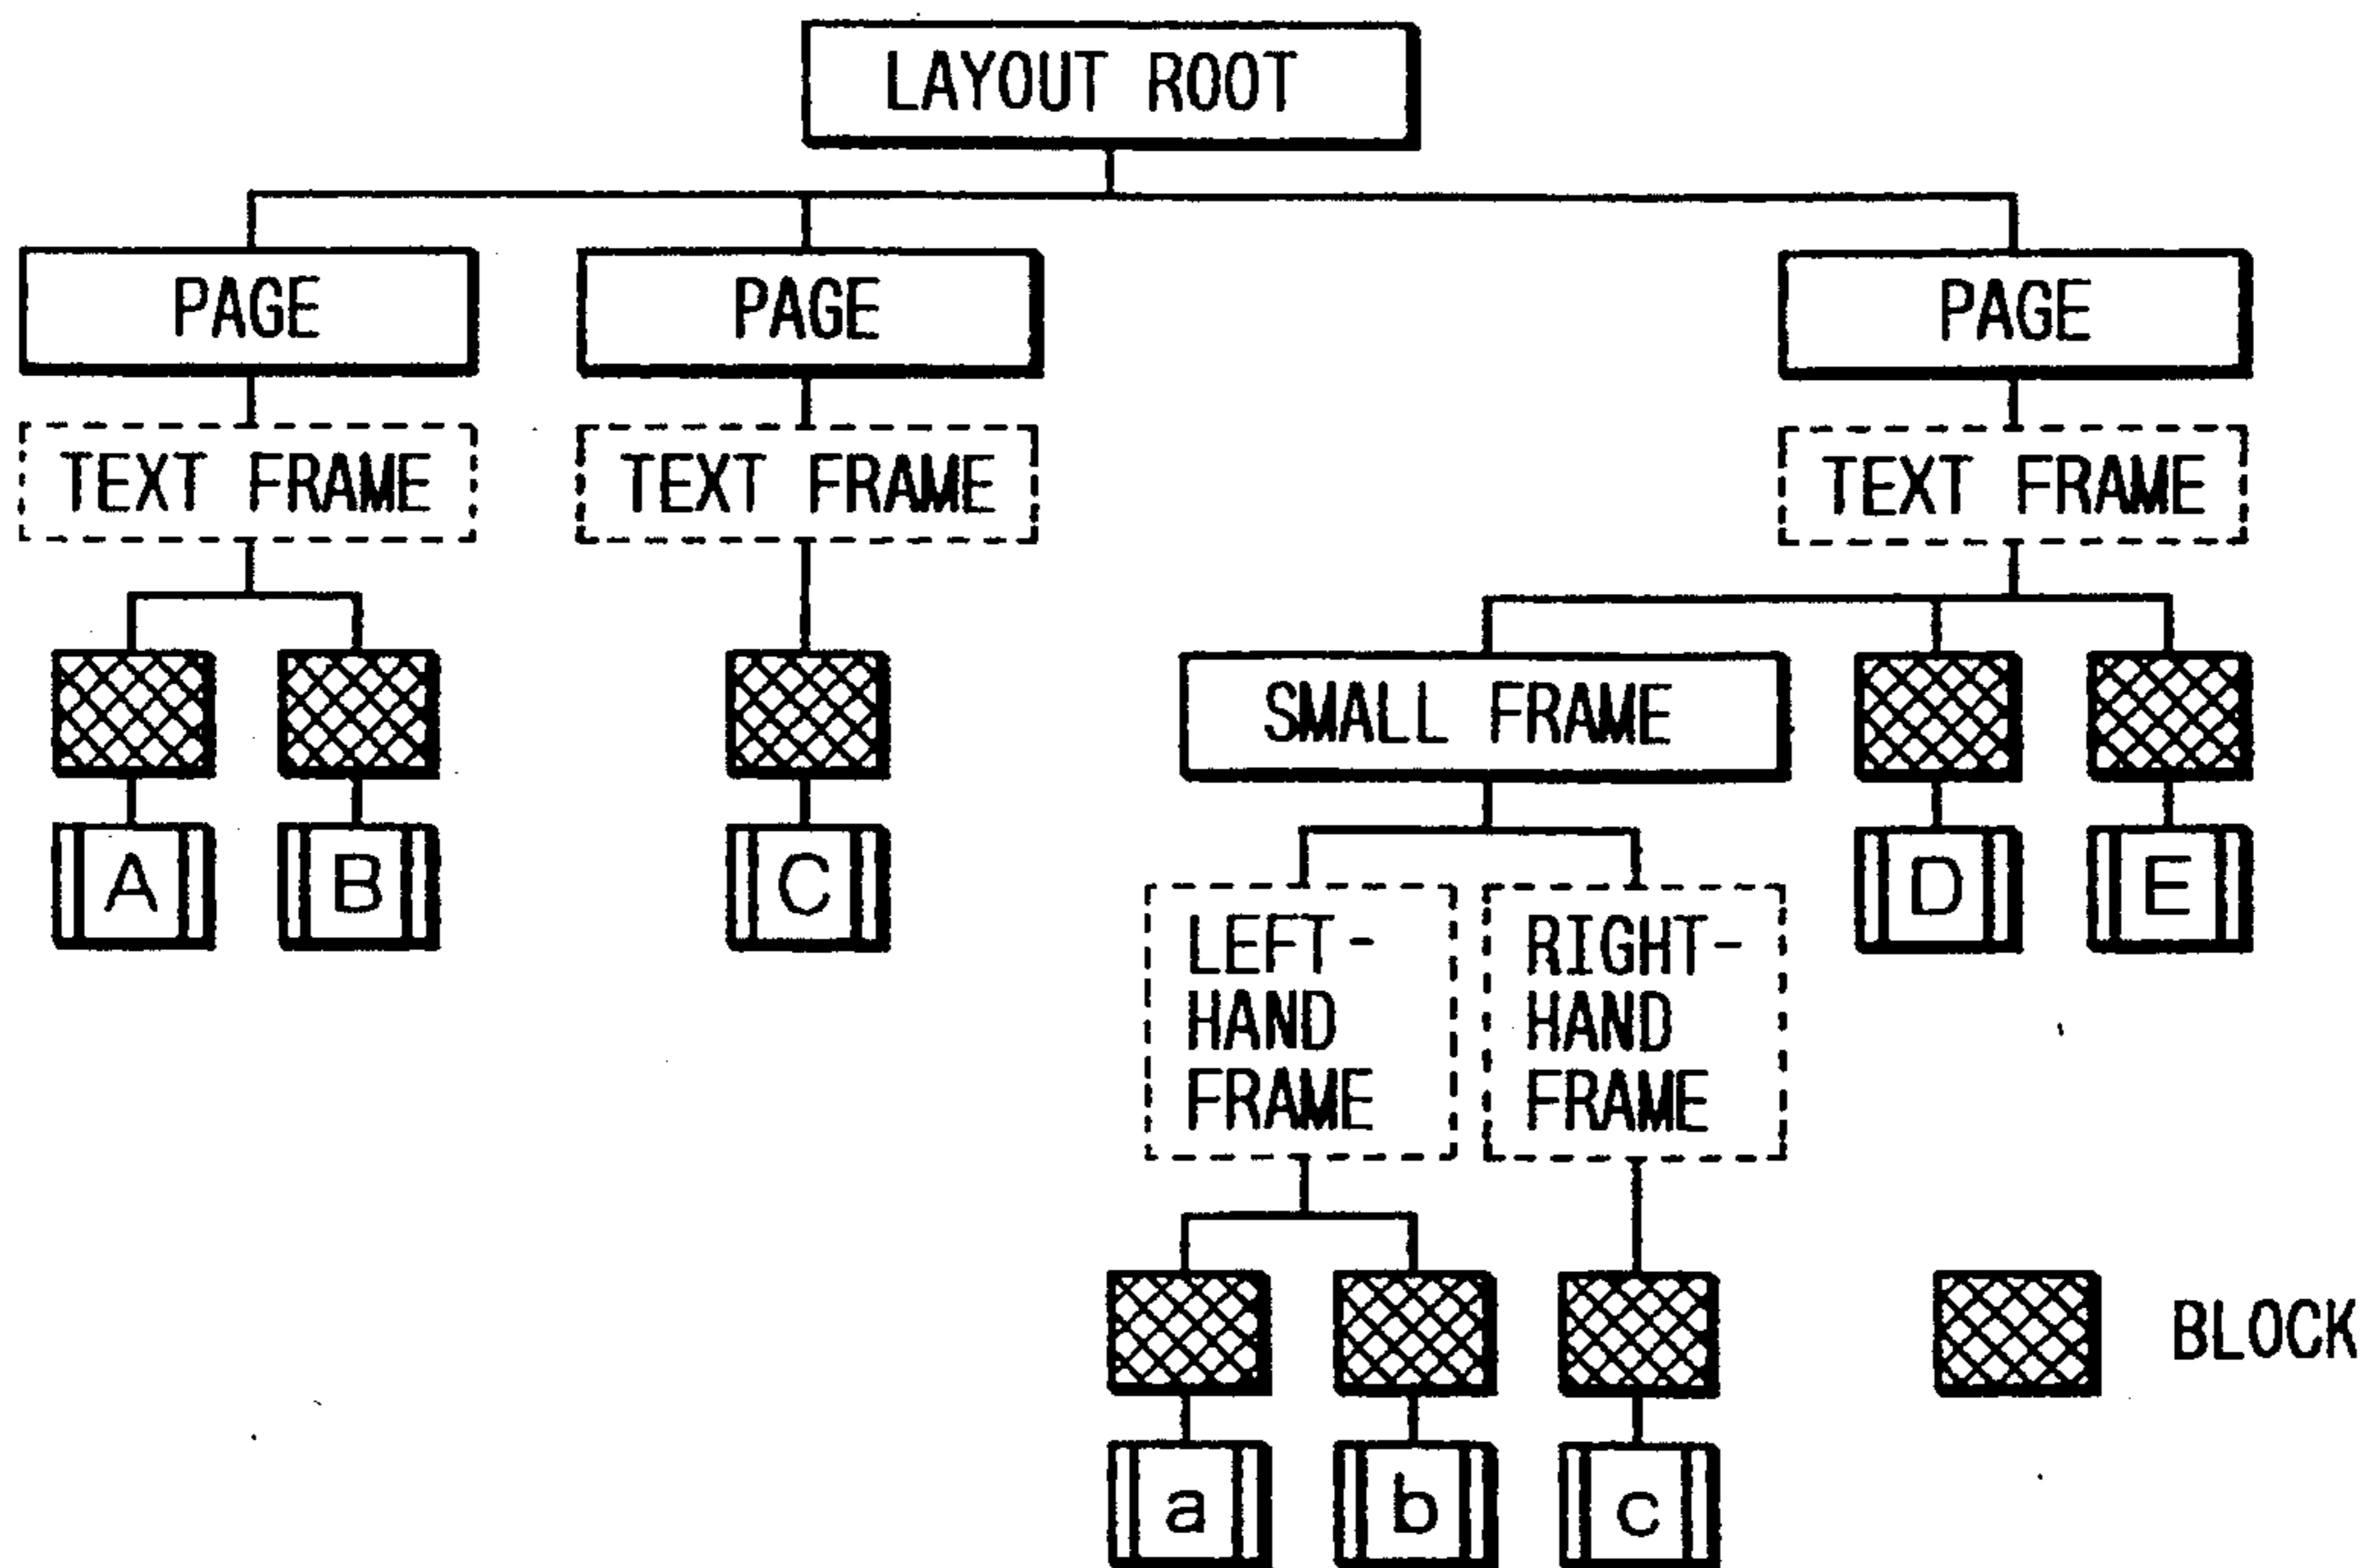 LAYOUT ROOT
PAGE
PAGE
PAGE
TEXT FRAME
TEXT FRAME
TEXT FRAME
SMALL FRAME
A
B
C
D
E
LEFT-
HAND
FRAME
RIGHT-
HAND
FRAME
BLOCK
a
b
c